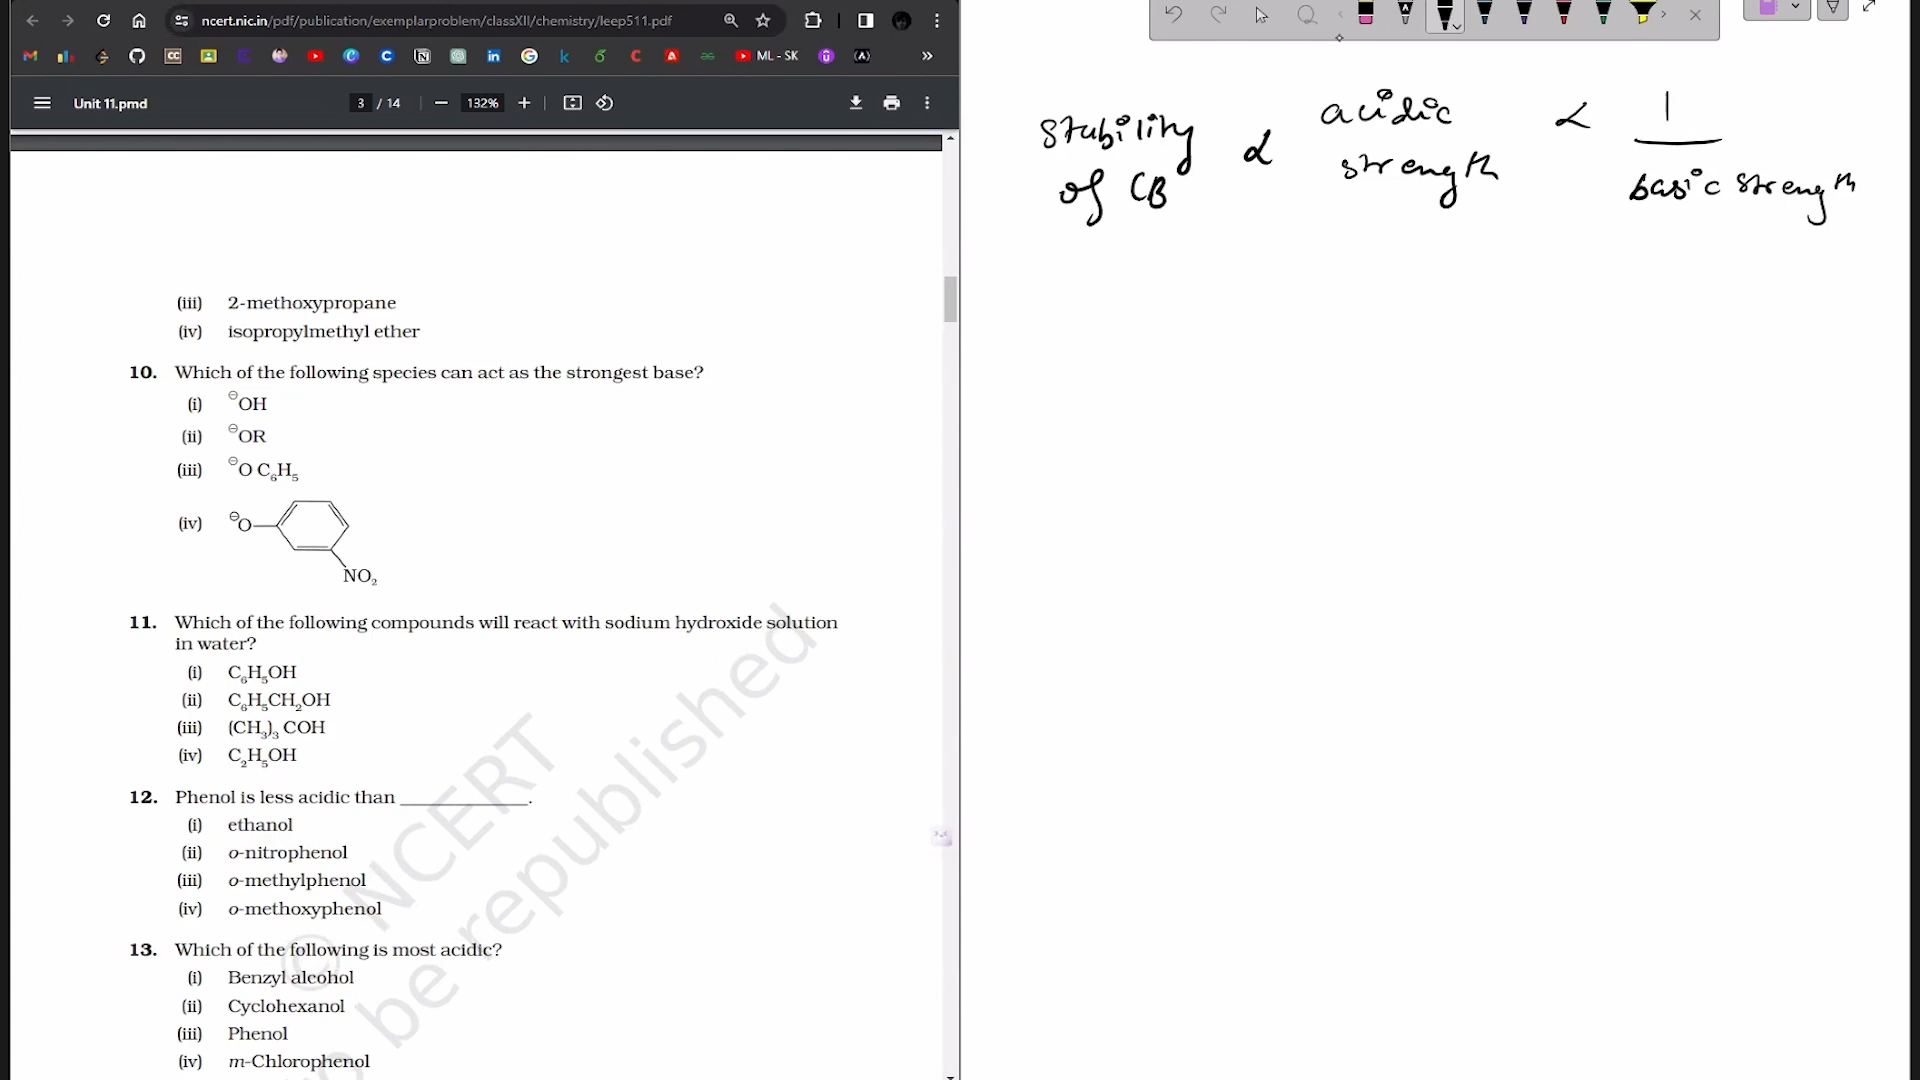 ncert.nic.in/pdf/publication/exemplarproblem/classXII/chemistry/leep511.pdf
ML - SK
Unit 11.pmd
3 / 14
132%
(iii) 2-methoxypropane
(iv) isopropylmethyl ether
10. Which of the following species can act as the strongest base?
(i) ⊖OH
(ii) ⊖OR
(iii) ⊖O C₆H₅
(iv) ⊖O
NO₂
11. Which of the following compounds will react with sodium hydroxide solution
in water?
(i) C₆H₅OH
(ii) C₆H₅CH₂OH
(iii) (CH₃)₃ COH
(iv) C₂H₅OH
12. Phenol is less acidic than ____________.
(i) ethanol
(ii) o-nitrophenol
(iii) o-methylphenol
(iv) o-methoxyphenol
13. Which of the following is most acidic?
(i) Benzyl alcohol
(ii) Cyclohexanol
(iii) Phenol
(iv) m-Chlorophenol
© NCERT
be republished
stability
of CB
α
acidic
strength
α
1
basic strength